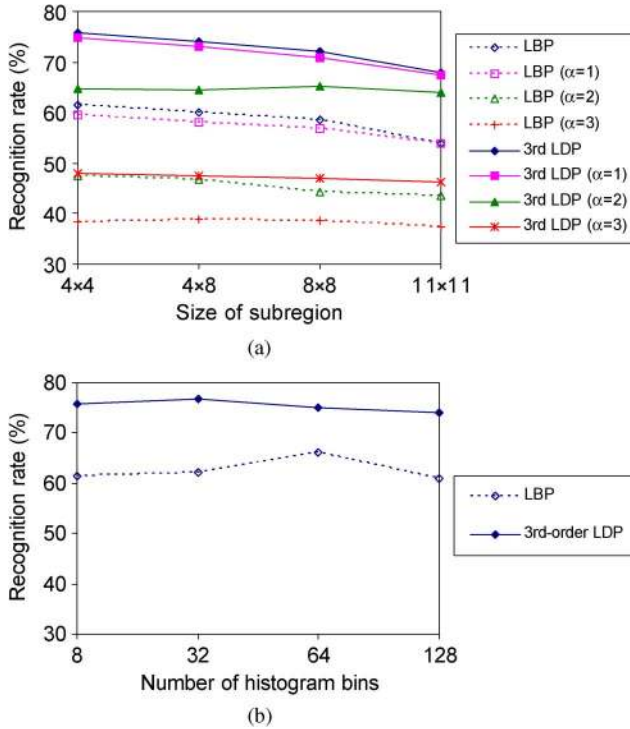 80
70
60
50
40
30
Recognition rate (%)
4×4
4×8
8×8
11×11
Size of subregion
LBP
LBP (α=1)
LBP (α=2)
LBP (α=3)
3rd LDP
3rd LDP (α=1)
3rd LDP (α=2)
3rd LDP (α=3)
(a)
80
70
60
50
40
30
Recognition rate (%)
8
32
64
128
Number of histogram bins
LBP
3rd-order LDP
(b)